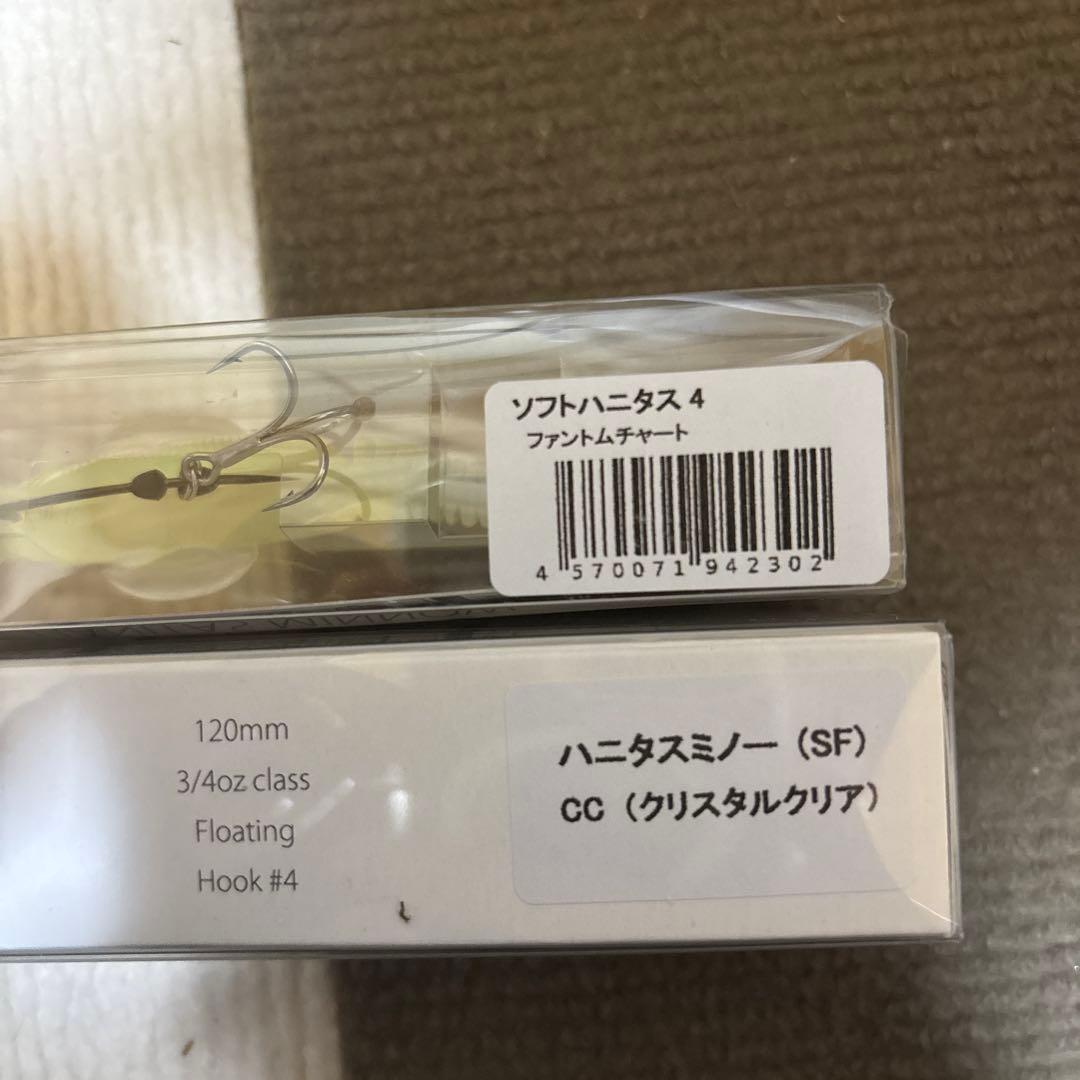 ソフトハニタス 4
ファントムチャート
4 570071 942302
120mm
3/4oz class
Floating
Hook #4
ハニタスミノー（SF）
CC（クリスタルクリア）